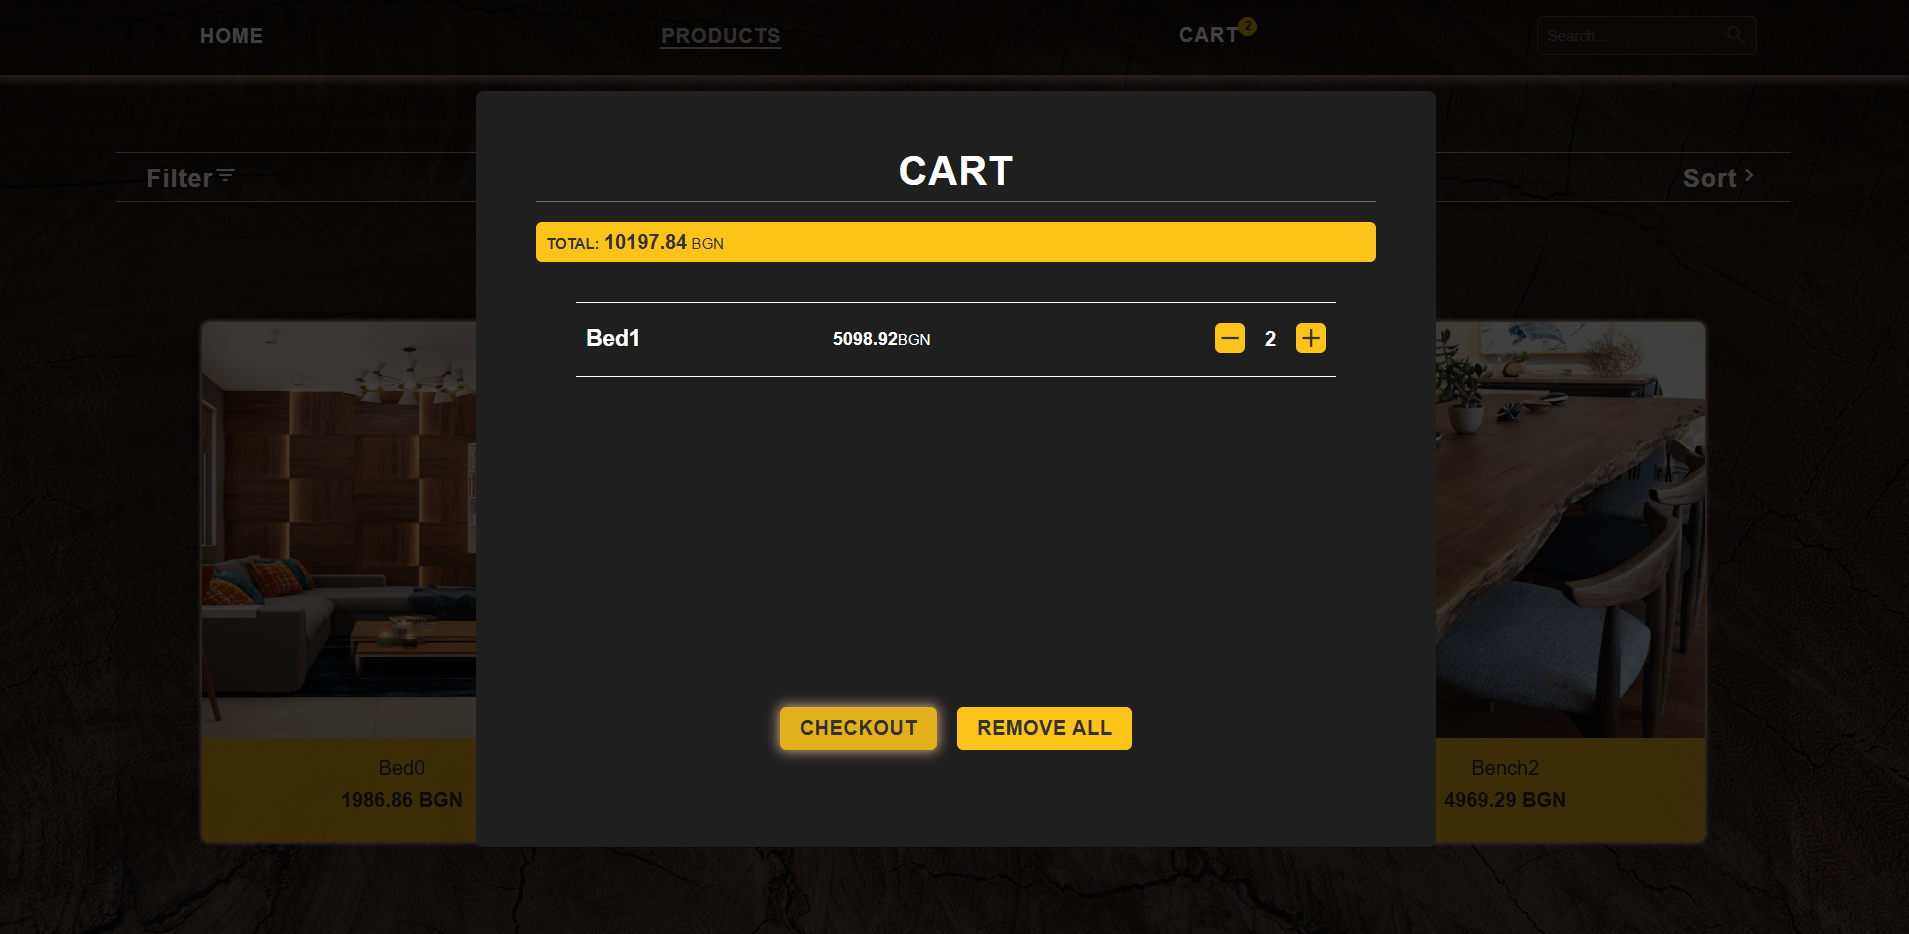 HOME PRODUCTS CART 2 Search...
Filter Sort
CART
TOTAL: 10197.84 BGN
Bed1 5098.92BGN 2
CHECKOUT REMOVE ALL
Bed0
1986.86 BGN
Bench2
4969.29 BGN